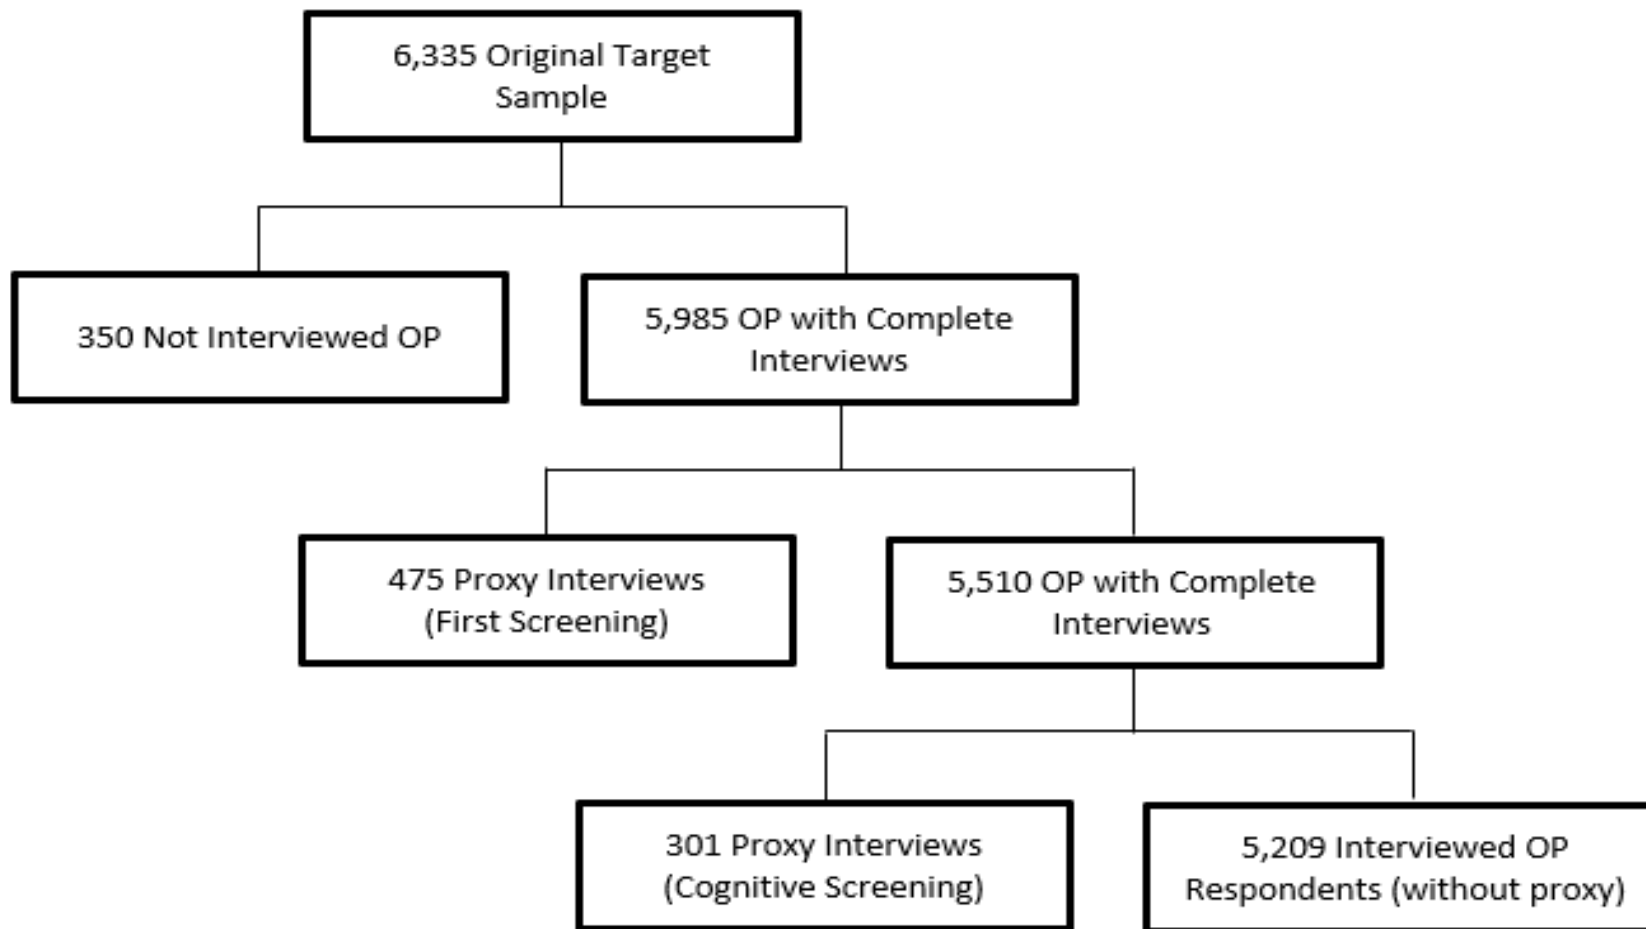 6,335 Original Target
Sample
350 Not Interviewed OP
5,985 OP with Complete
Interviews
475 Proxy Interviews
(First Screening)
5,510 OP with Complete
Interviews
301 Proxy Interviews
(Cognitive Screening)
5,209 Interviewed OP
Respondents (without proxy)